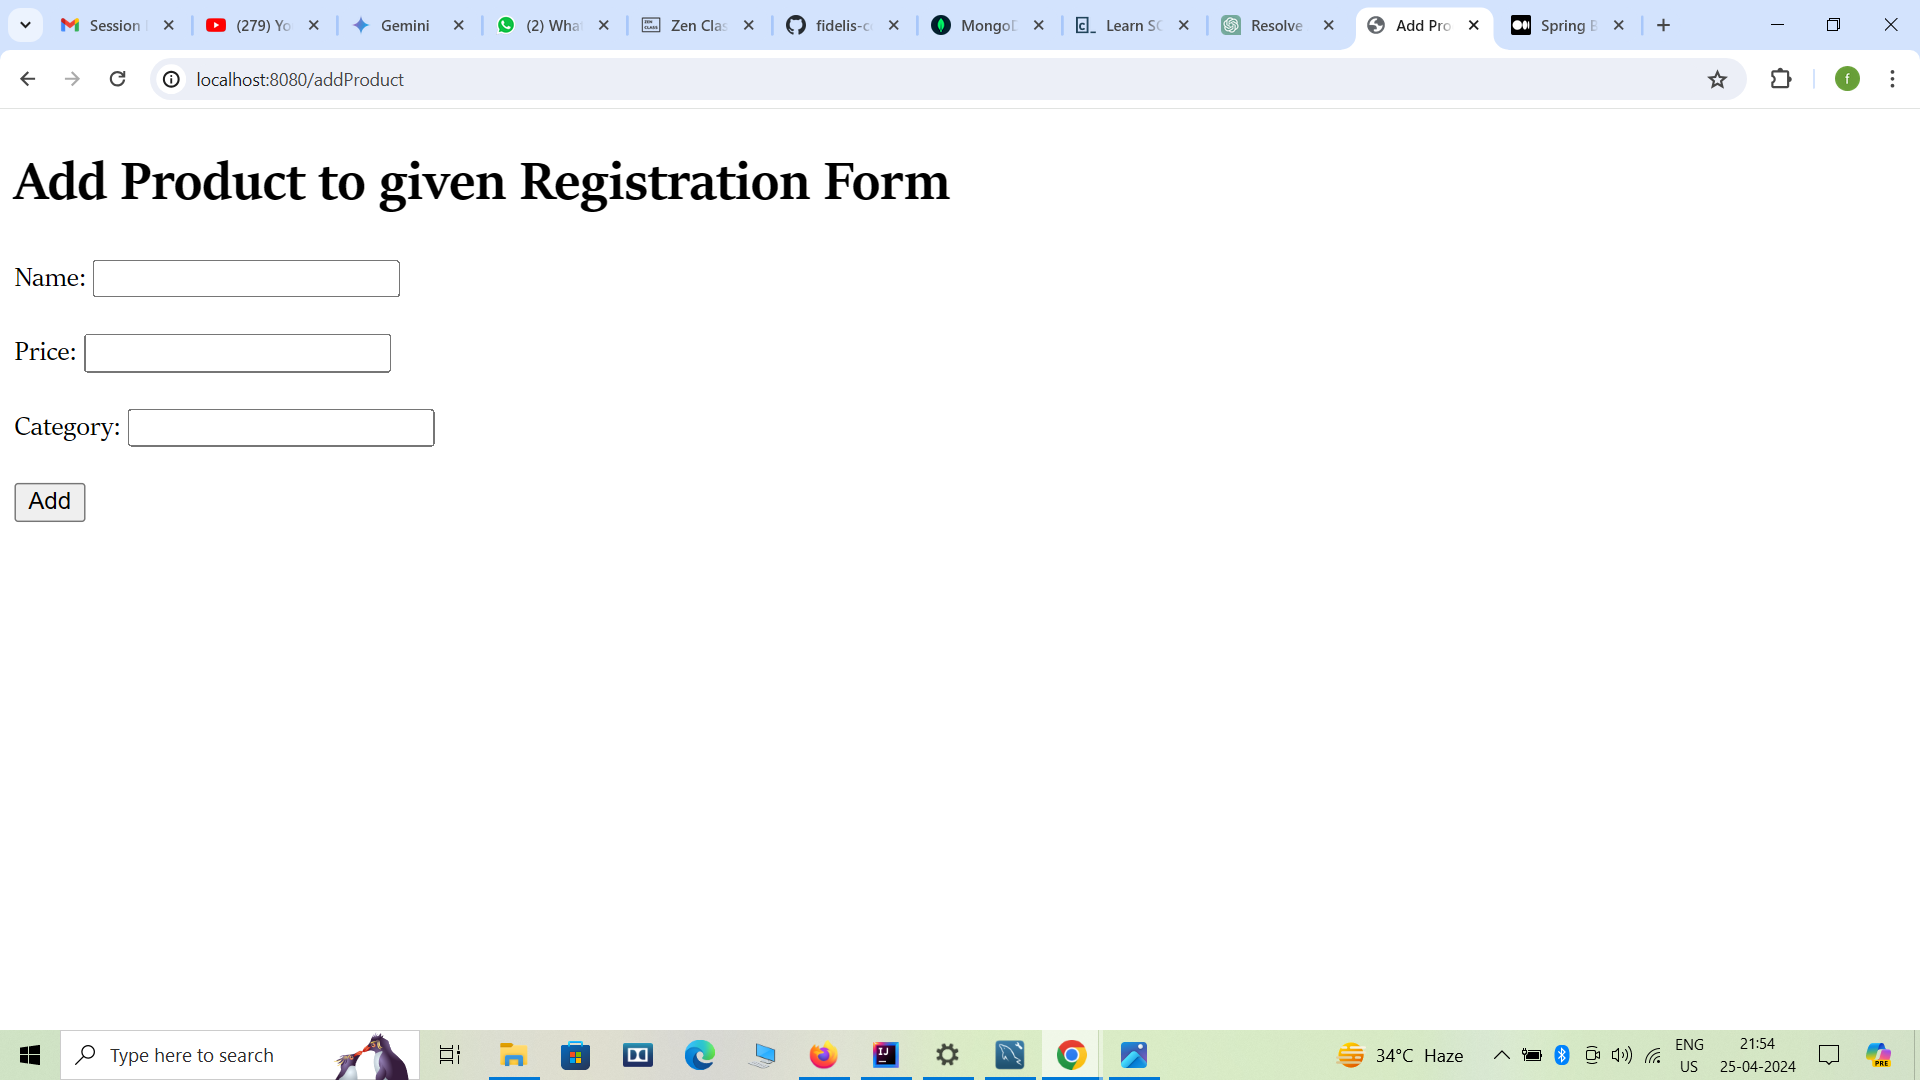 Session
(279) Yo
Gemini
(2) What
Zen Clas
fidelis-c
MongoD
Learn SC
Resolve
Add Pro
Spring B
localhost:8080/addProduct
f
Add Product to given Registration Form
Name:
Price:
Category:
Add
Type here to search
34°C Haze
ENG
US
21:54
25-04-2024
PRE